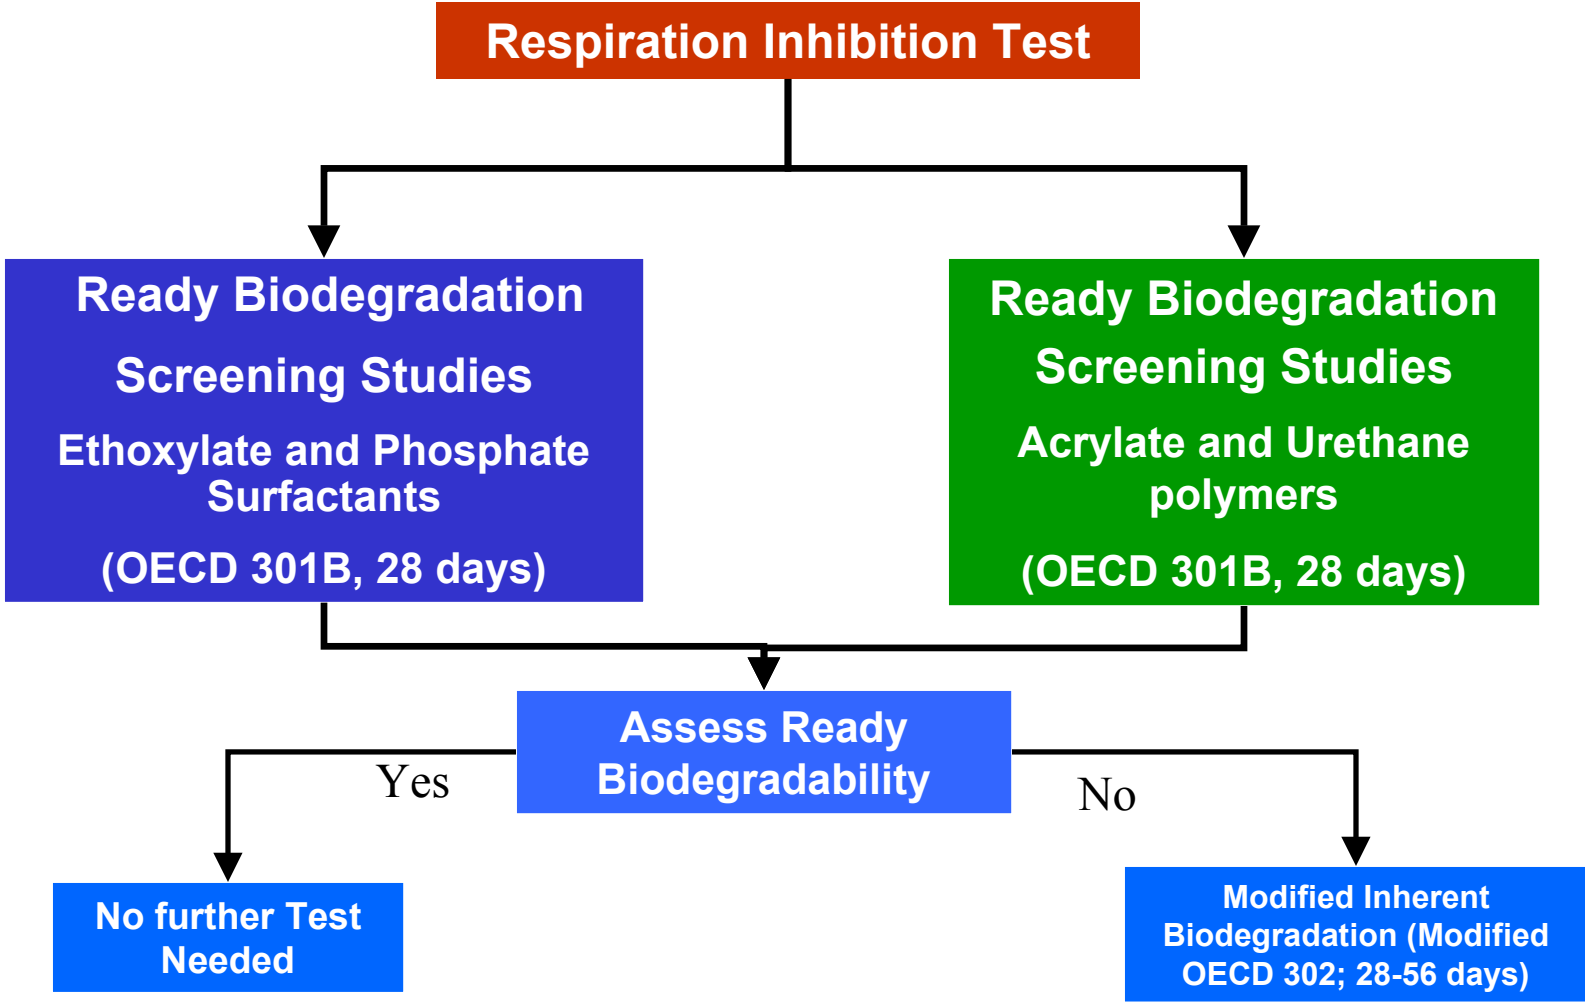 Respiration Inhibition Test
Ready Biodegradation
Screening Studies
Ethoxylate and Phosphate
Surfactants
(OECD 301B, 28 days)
Ready Biodegradation
Screening Studies
Acrylate and Urethane
polymers
(OECD 301B, 28 days)
Assess Ready
Biodegradability
Yes
No
No further Test
Needed
Modified Inherent
Biodegradation (Modified
OECD 302; 28-56 days)